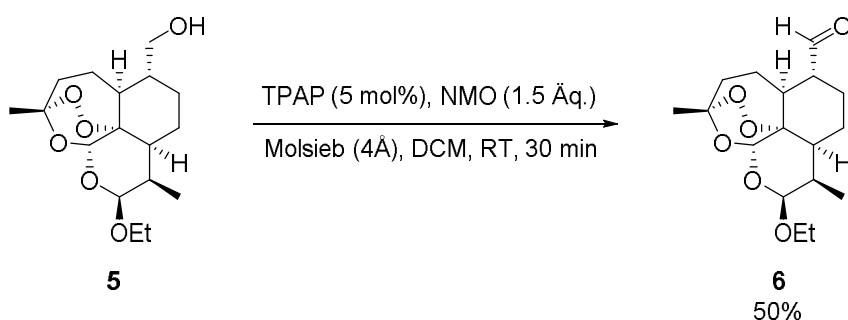 OH
H
O
O
O
O
H
OEt
5
TPAP (5 mol%), NMO (1.5 Äq.)
Molsieb (4Å), DCM, RT, 30 min
H
O
H
O
O
O
O
H
OEt
6
50%